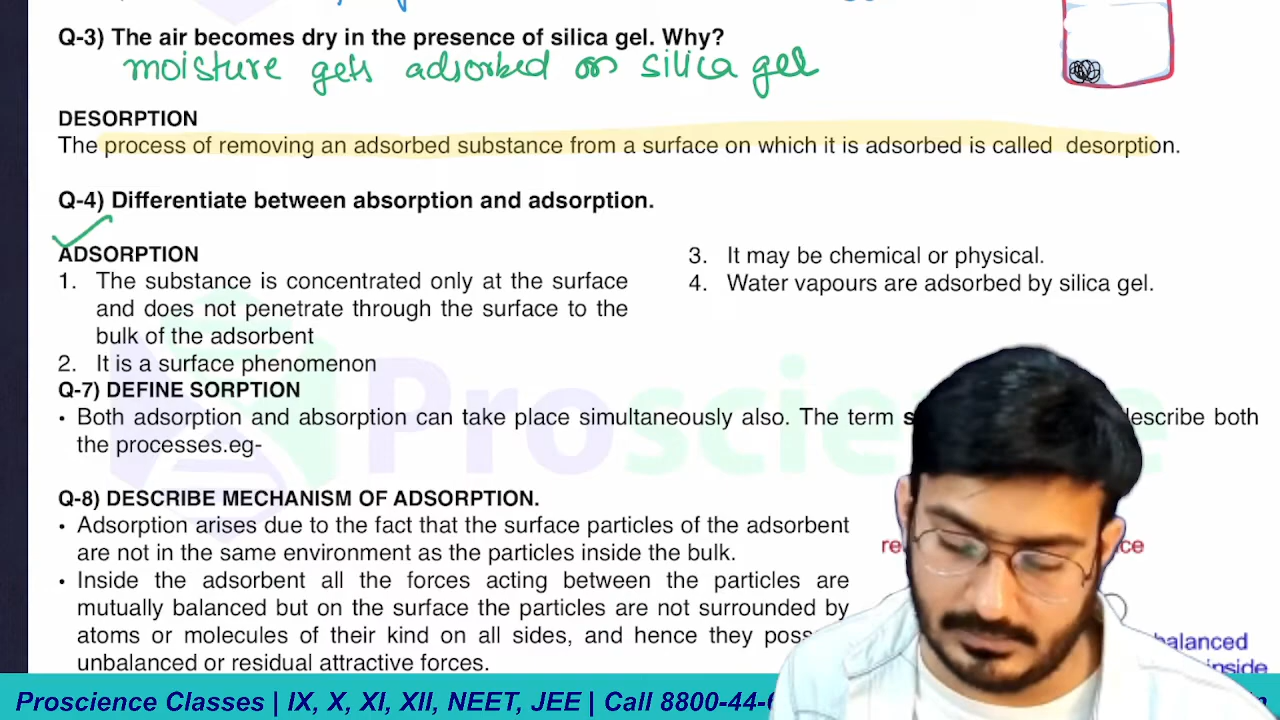 Q-3) The air becomes dry in the presence of silica gel. Why?
moisture gets adsorbed on silica gel
DESORPTION
The process of removing an adsorbed substance from a surface on which it is adsorbed is called desorption.
Q-4) Differentiate between absorption and adsorption.
ADSORPTION
1. The substance is concentrated only at the surface
and does not penetrate through the surface to the
bulk of the adsorbent
2. It is a surface phenomenon
3. It may be chemical or physical.
4. Water vapours are adsorbed by silica gel.
Q-7) DEFINE SORPTION
• Both adsorption and absorption can take place simultaneously also. The term describe both
the processes.eg-
Proscience
Q-8) DESCRIBE MECHANISM OF ADSORPTION.
• Adsorption arises due to the fact that the surface particles of the adsorbent
are not in the same environment as the particles inside the bulk.
• Inside the adsorbent all the forces acting between the particles are
mutually balanced but on the surface the particles are not surrounded by
atoms or molecules of their kind on all sides, and hence they
unbalanced or residual attractive forces.
balanced
inside
Proscience Classes | IX, X, XI, XII, NEET, JEE | Call 8800-44-